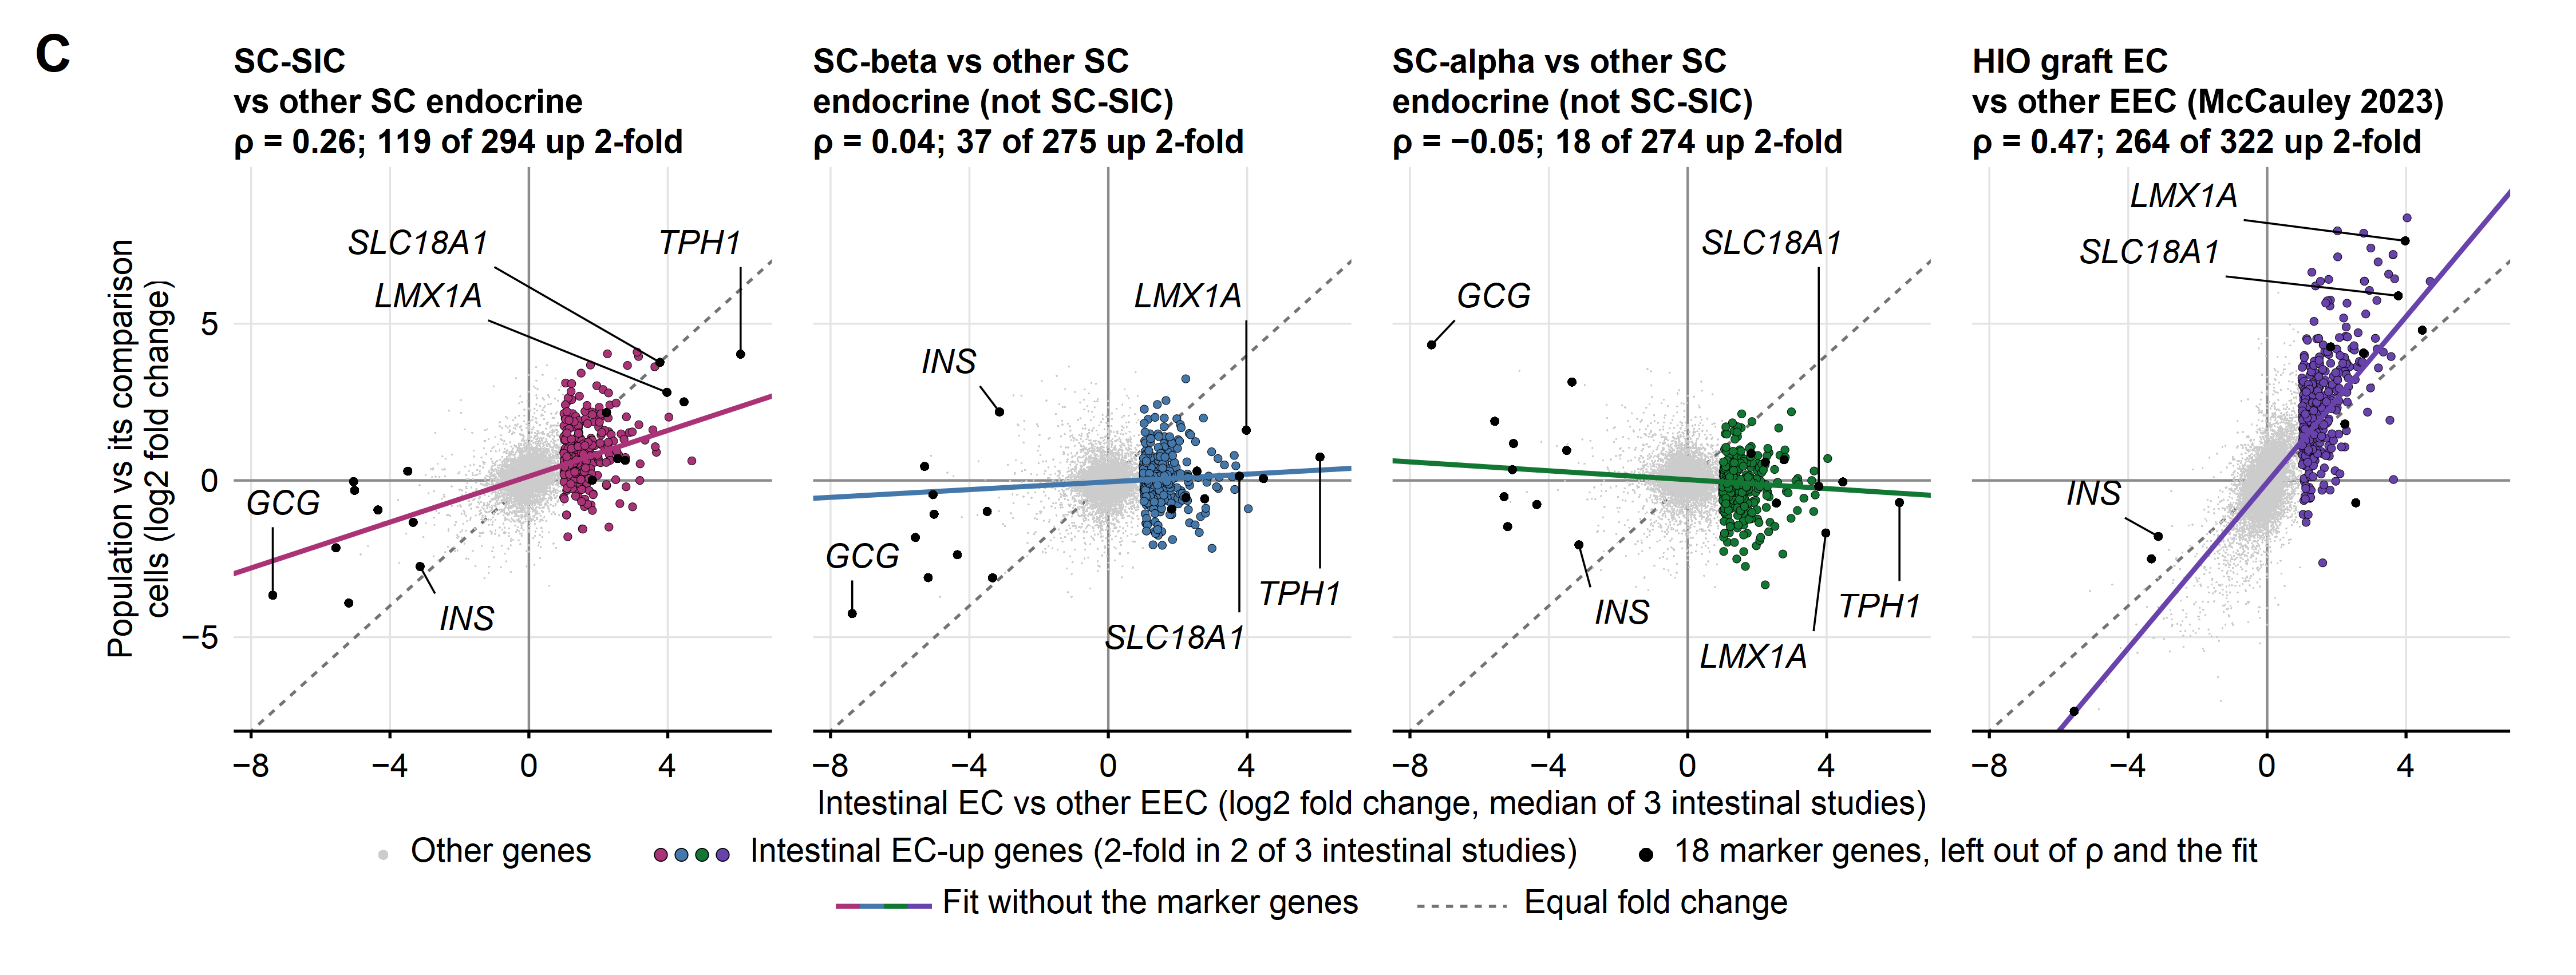 C
SC-SIC
vs other SC endocrine
ρ = 0.26; 119 of 294 up 2-fold
SC-beta vs other SC
endocrine (not SC-SIC)
ρ = 0.04; 37 of 275 up 2-fold
SC-alpha vs other SC
endocrine (not SC-SIC)
ρ = −0.05; 18 of 274 up 2-fold
HIO graft EC
vs other EEC (McCauley 2023)
ρ = 0.47; 264 of 322 up 2-fold
Population vs its comparison
cells (log2 fold change)
5
0
−5
SLC18A1
TPH1
LMX1A
GCG
INS
−8
−4
0
4
LMX1A
INS
GCG
TPH1
SLC18A1
−8
−4
0
4
SLC18A1
GCG
INS
TPH1
LMX1A
−8
−4
0
4
LMX1A
SLC18A1
INS
−8
−4
0
4
Intestinal EC vs other EEC (log2 fold change, median of 3 intestinal studies)
Other genes
Intestinal EC-up genes (2-fold in 2 of 3 intestinal studies)
18 marker genes, left out of ρ and the fit
Fit without the marker genes
Equal fold change